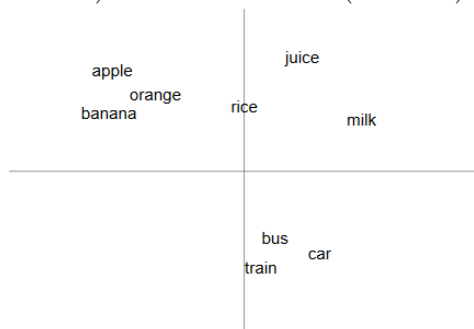 juice
apple
orange
rice
banana
milk
bus
car
train